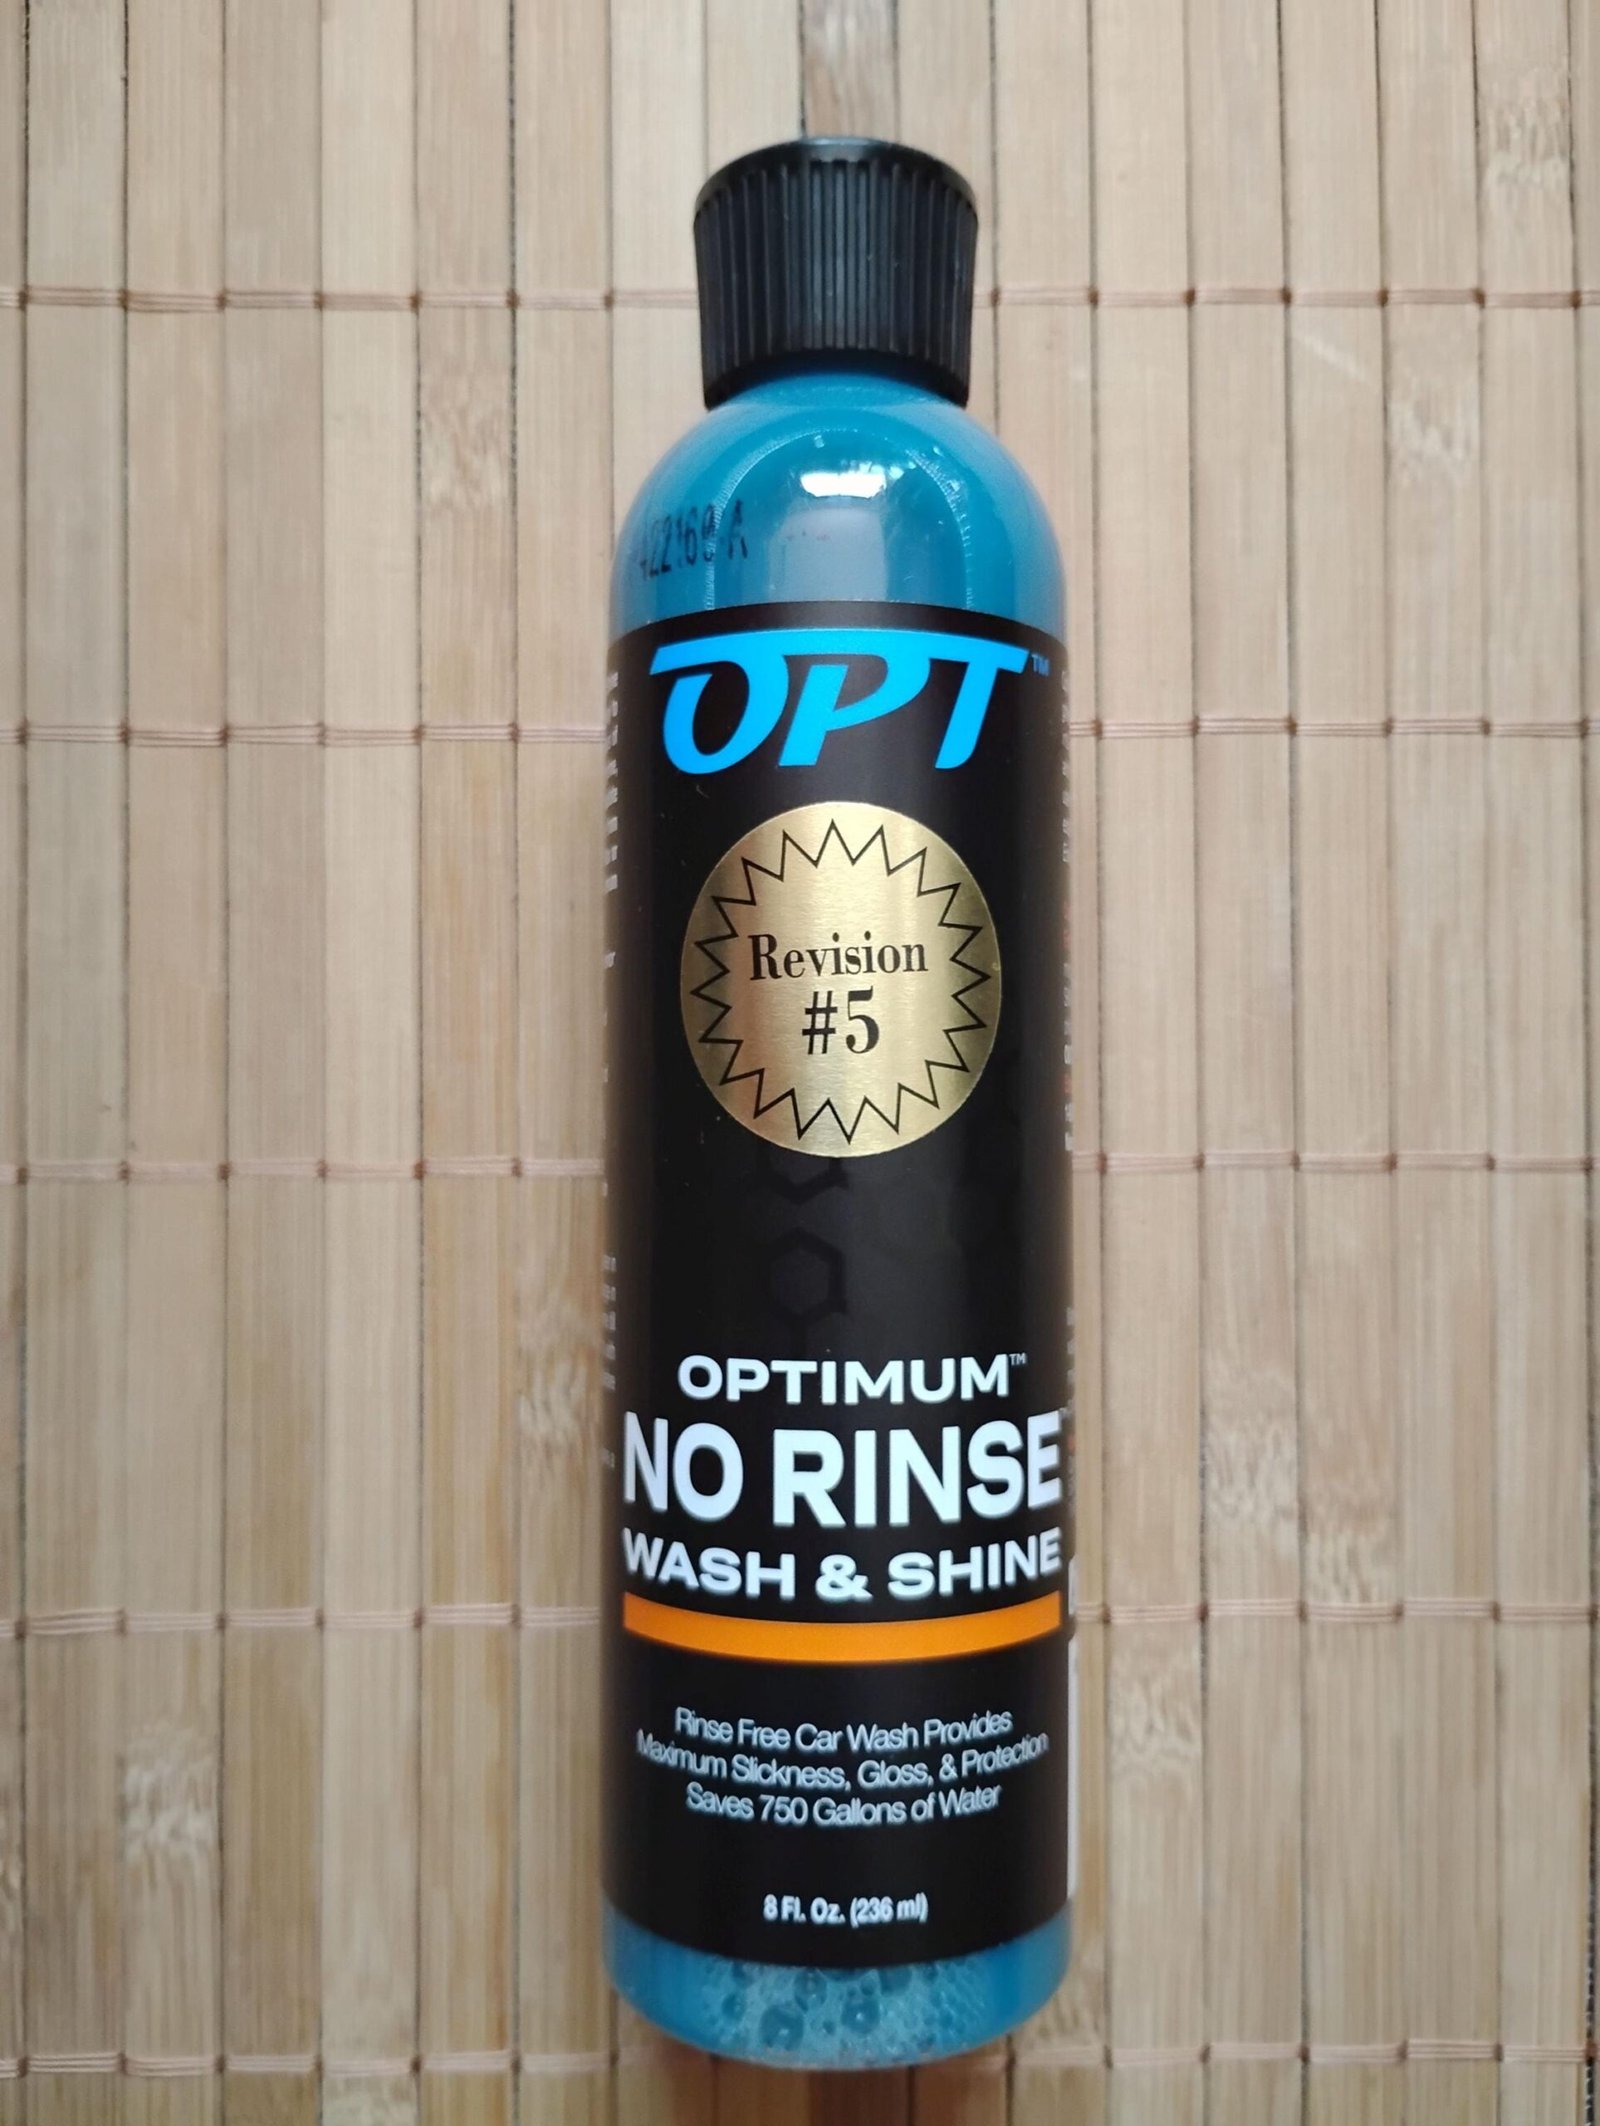 OPT™
Revision
#5
OPTIMUM™
NO RINSE
WASH & SHINE
Rinse Free Car Wash Provides
Maximum Slickness, Gloss, & Protection
Saves 750 Gallons of Water
8 Fl. Oz. (236 ml)